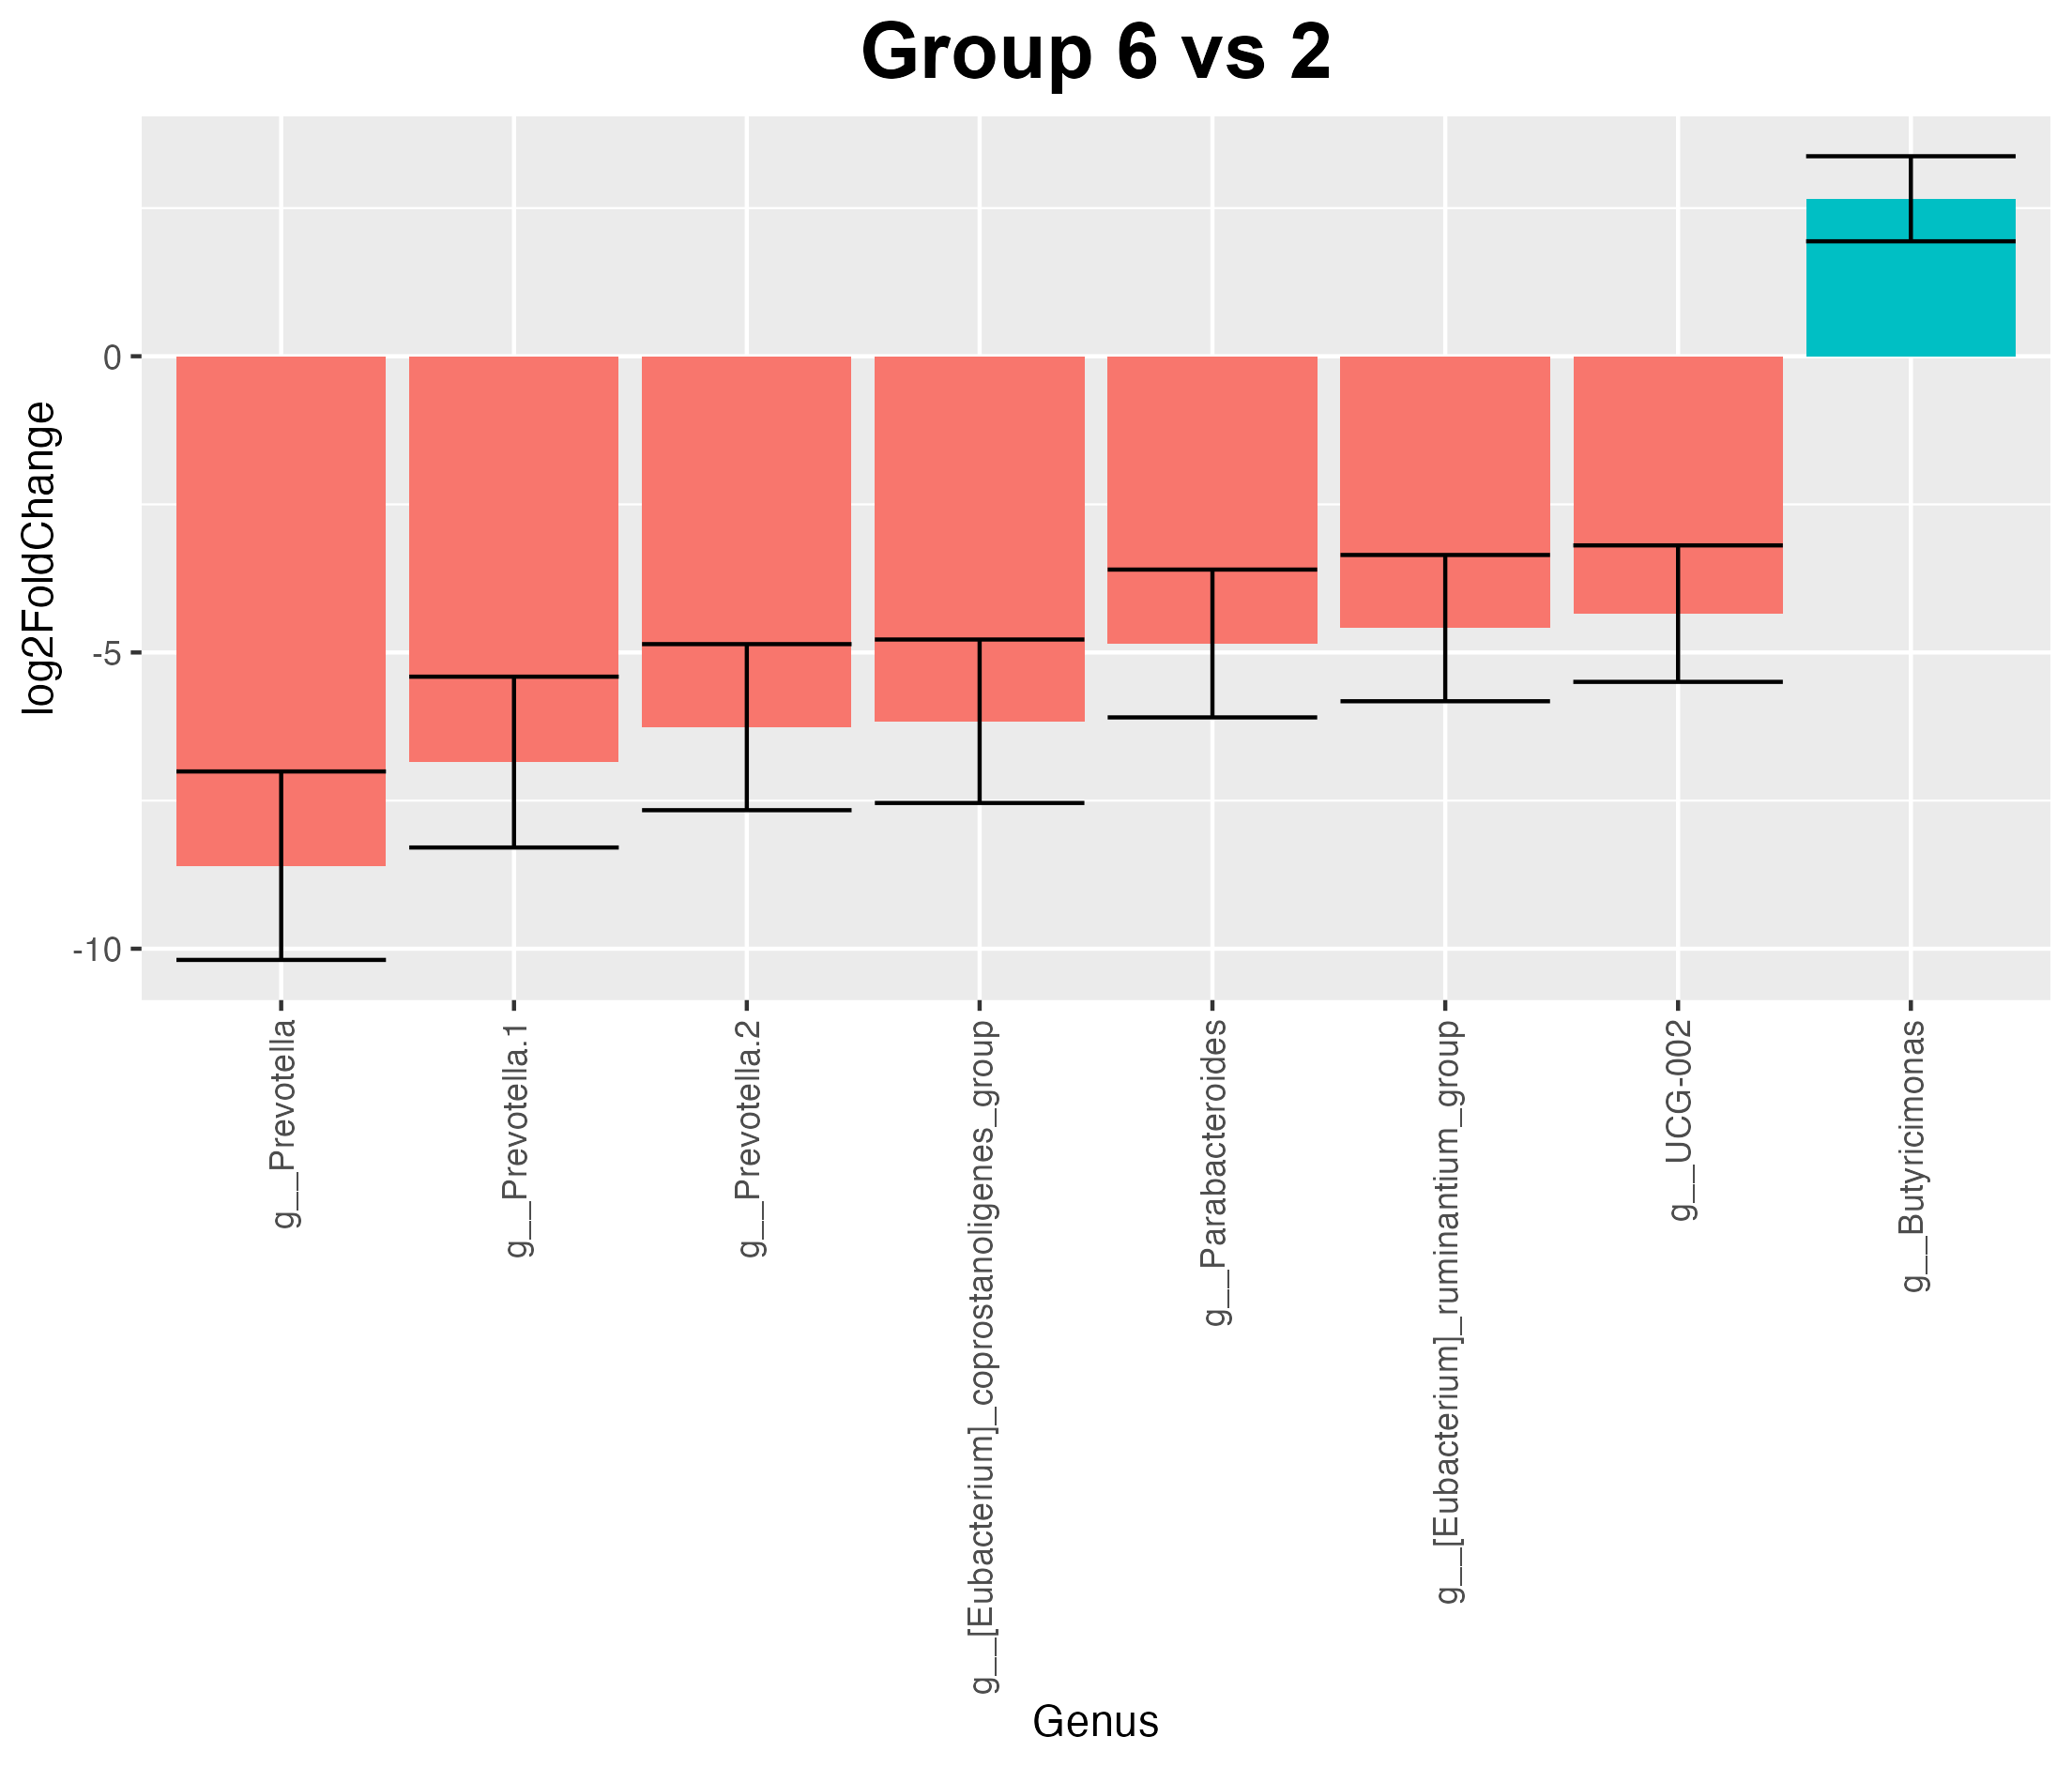 Group 6 vs 2
log2FoldChange
0
-5
-10
g__Prevotella
g__Prevotella.1
g__Prevotella.2
g__[Eubacterium]_coprostanoligenes_group
g__Parabacteroides
g__[Eubacterium]_ruminantium_group
g__UCG-002
g__Butyricimonas
Genus